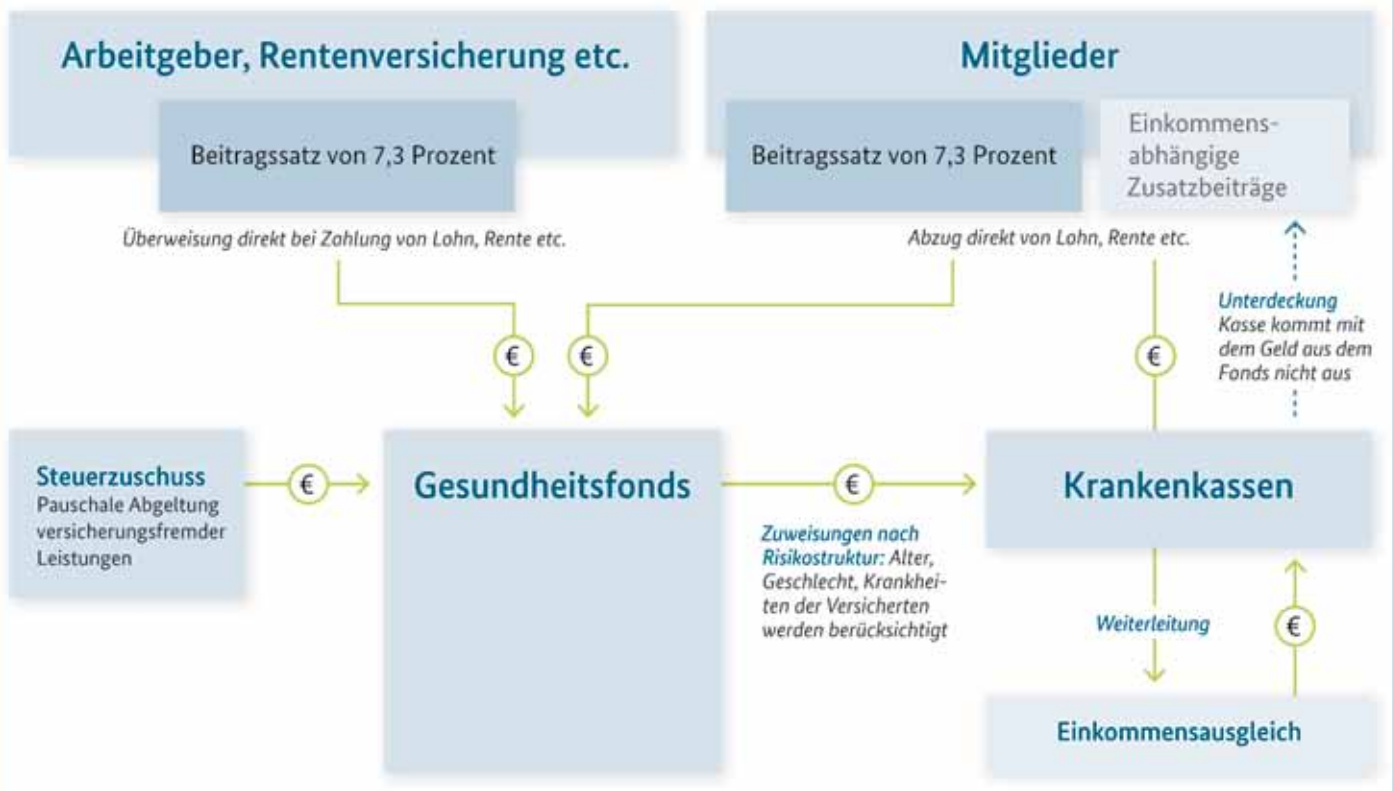 Arbeitgeber, Rentenversicherung etc.
Beitragssatz von 7,3 Prozent
Überweisung direkt bei Zahlung von Lohn, Rente etc.
Mitglieder
Beitragssatz von 7,3 Prozent
Einkommens-
abhängige
Zusatzbeiträge
Abzug direkt von Lohn, Rente etc.
Unterdeckung
Kasse kommt mit
dem Geld aus dem
Fonds nicht aus
€
€
€
Steuerzuschuss
Pauschale Abgeltung
versicherungsfremder
Leistungen
€
Gesundheitsfonds
€
Zuweisungen nach
Risikostruktur: Alter,
Geschlecht, Krankhei-
ten der Versicherten
werden berücksichtigt
Krankenkassen
Weiterleitung
€
Einkommensausgleich